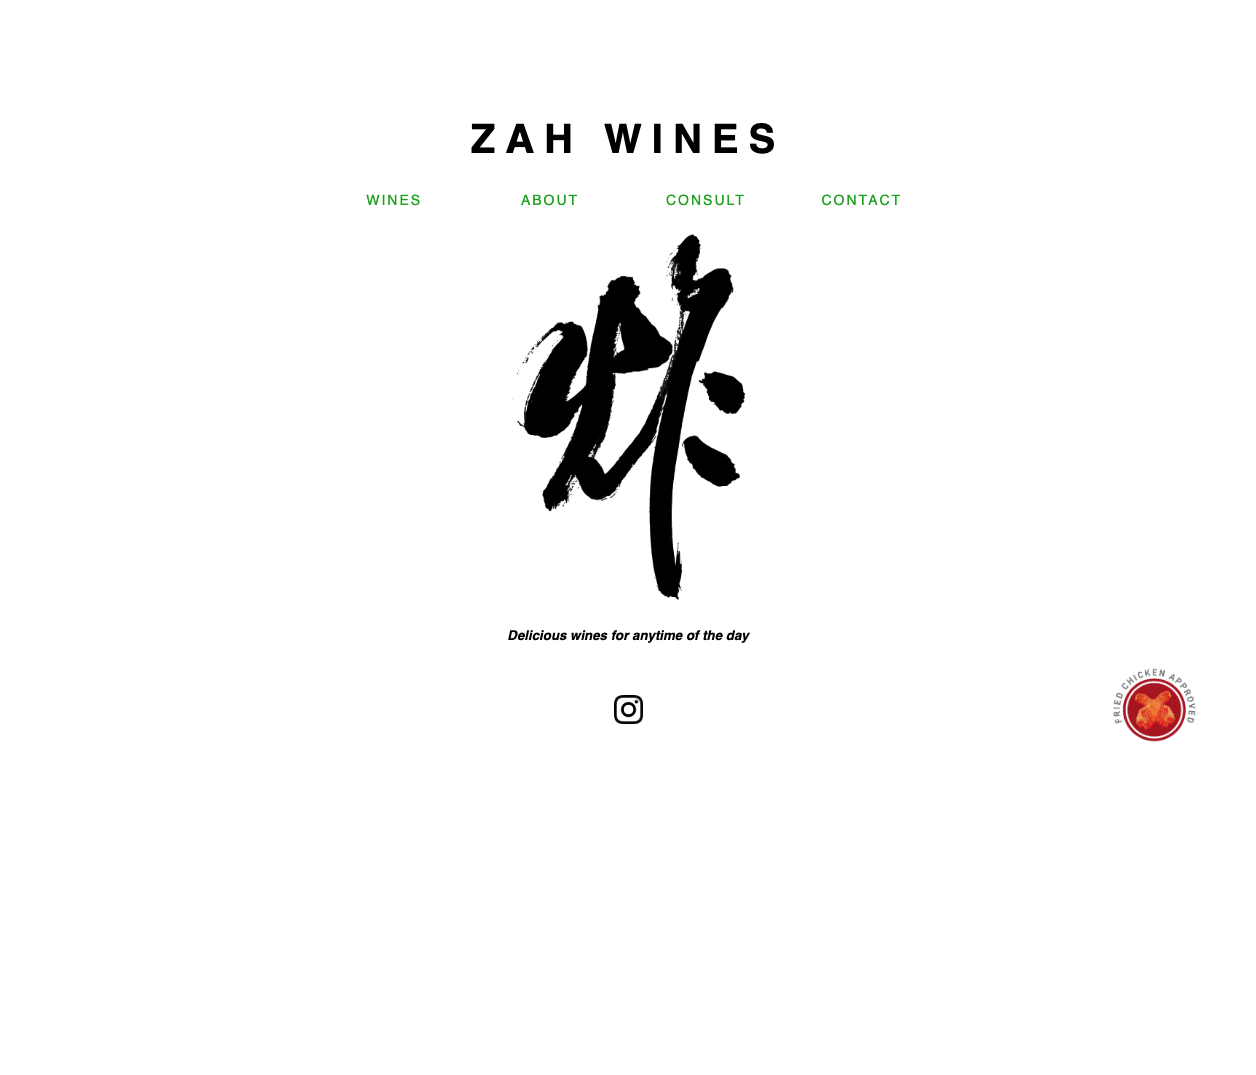 ZAH WINES
WINES ABOUT CONSULT CONTACT
炸
Delicious wines for anytime of the day
FRIED CHICKEN APPROVED